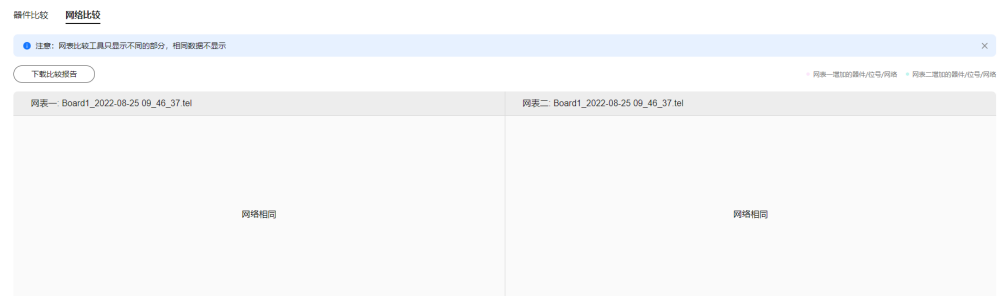 器件比较 网络比较
注意：网表比较工具只显示不同的部分，相同数据不显示
下载比较报告 网表一增加的器件/位号/网络 网表二增加的器件/位号/网络
网表一: Board1_2022-08-25 09_46_37.tel 网表二: Board1_2022-08-25 09_46_37.tel
网络相同 网络相同